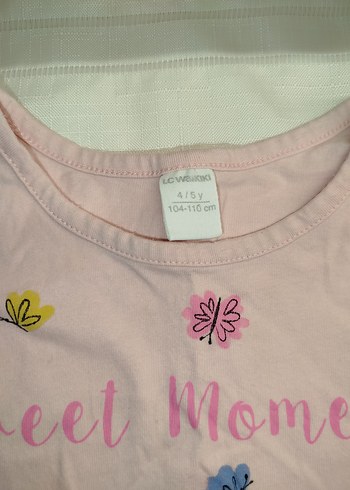 LC WAIKIKI
4 / 5 y
104-110 cm
eet Mome